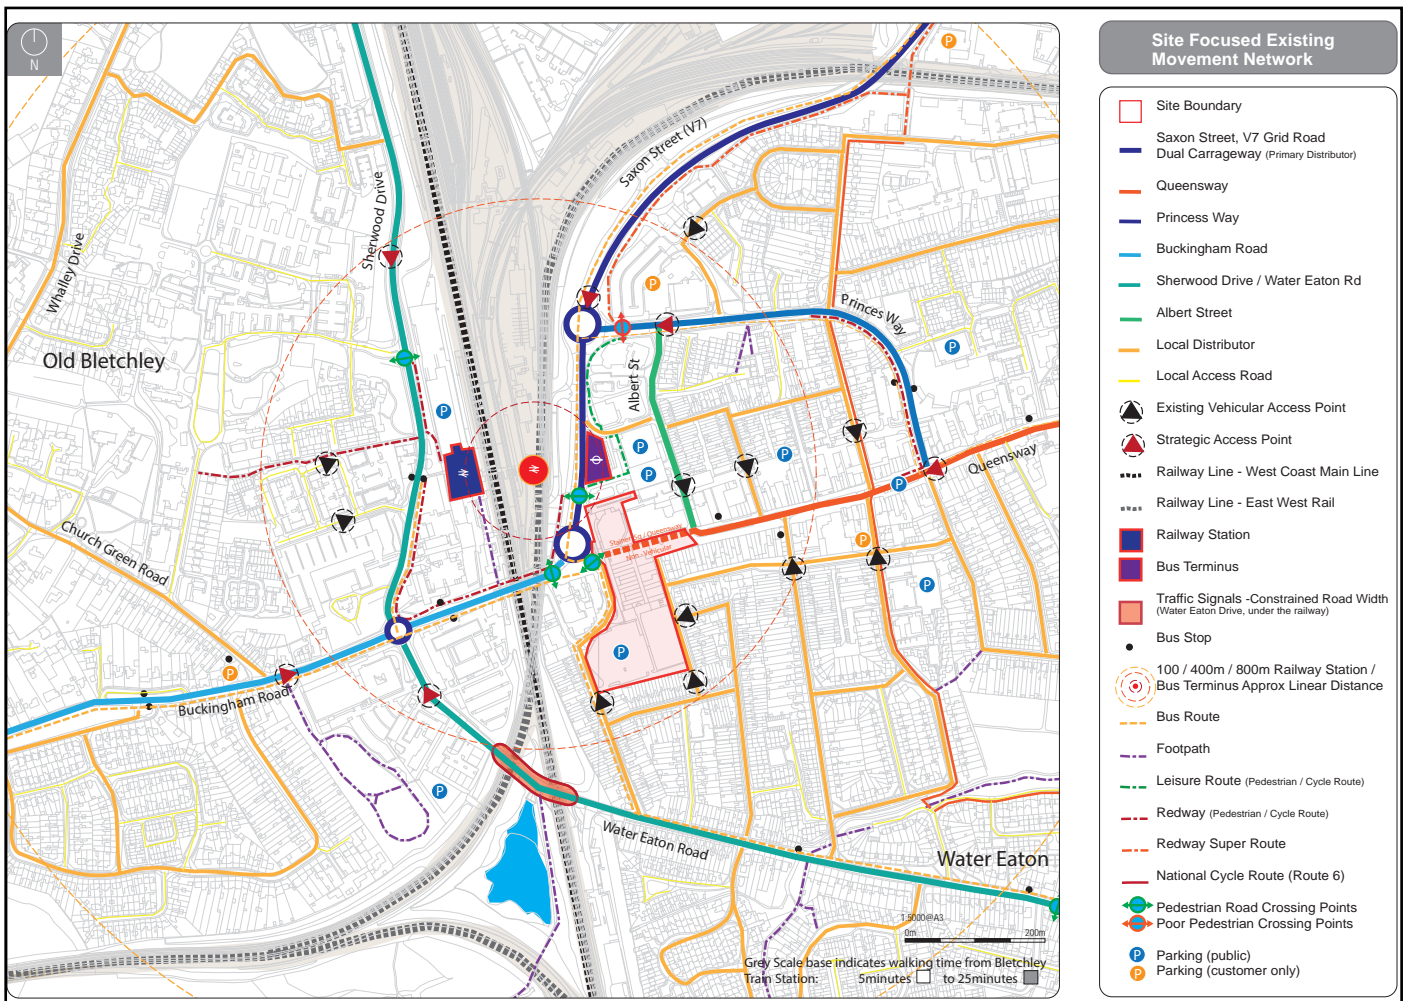 N
Whalley Drive
Sherwood Drive
Saxon Street (V7)
Old Bletchley
Princes Way
Albert St
Queensway
Church Green Road
Stainer Sq / Queensway
Non - Vehicular
Buckingham Road
Water Eaton Road
Water Eaton
P
P
P
P
P
P
P
P
P
P
P
P
P
1:5000@A3
0m 200m
Grey Scale base indicates walking time from Bletchley
Train Station: 5minutes to 25minutes
Site Focused Existing
Movement Network
Site Boundary
Saxon Street, V7 Grid Road
Dual Carrageway (Primary Distributor)
Queensway
Princess Way
Buckingham Road
Sherwood Drive / Water Eaton Rd
Albert Street
Local Distributor
Local Access Road
Existing Vehicular Access Point
Strategic Access Point
Railway Line - West Coast Main Line
Railway Line - East West Rail
Railway Station
Bus Terminus
Traffic Signals -Constrained Road Width
(Water Eaton Drive, under the railway)
Bus Stop
100 / 400m / 800m Railway Station /
Bus Terminus Approx Linear Distance
Bus Route
Footpath
Leisure Route (Pedestrian / Cycle Route)
Redway (Pedestrian / Cycle Route)
Redway Super Route
National Cycle Route (Route 6)
Pedestrian Road Crossing Points
Poor Pedestrian Crossing Points
P Parking (public)
P Parking (customer only)